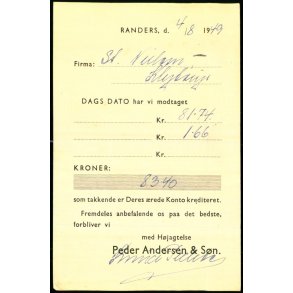 RANDERS, d. 4/8 1949
Firma: St. Nielsen
DAGS DATO har vi modtaget
Kr. 81-74
Kr. 1-66
Kr.
KRONER:
83-40
som takkende er Deres ærede Konto krediteret.
Fremdeles anbefalende os paa det bedste,
forbliver vi
med Højagtelse
Peder Andersen & Søn.